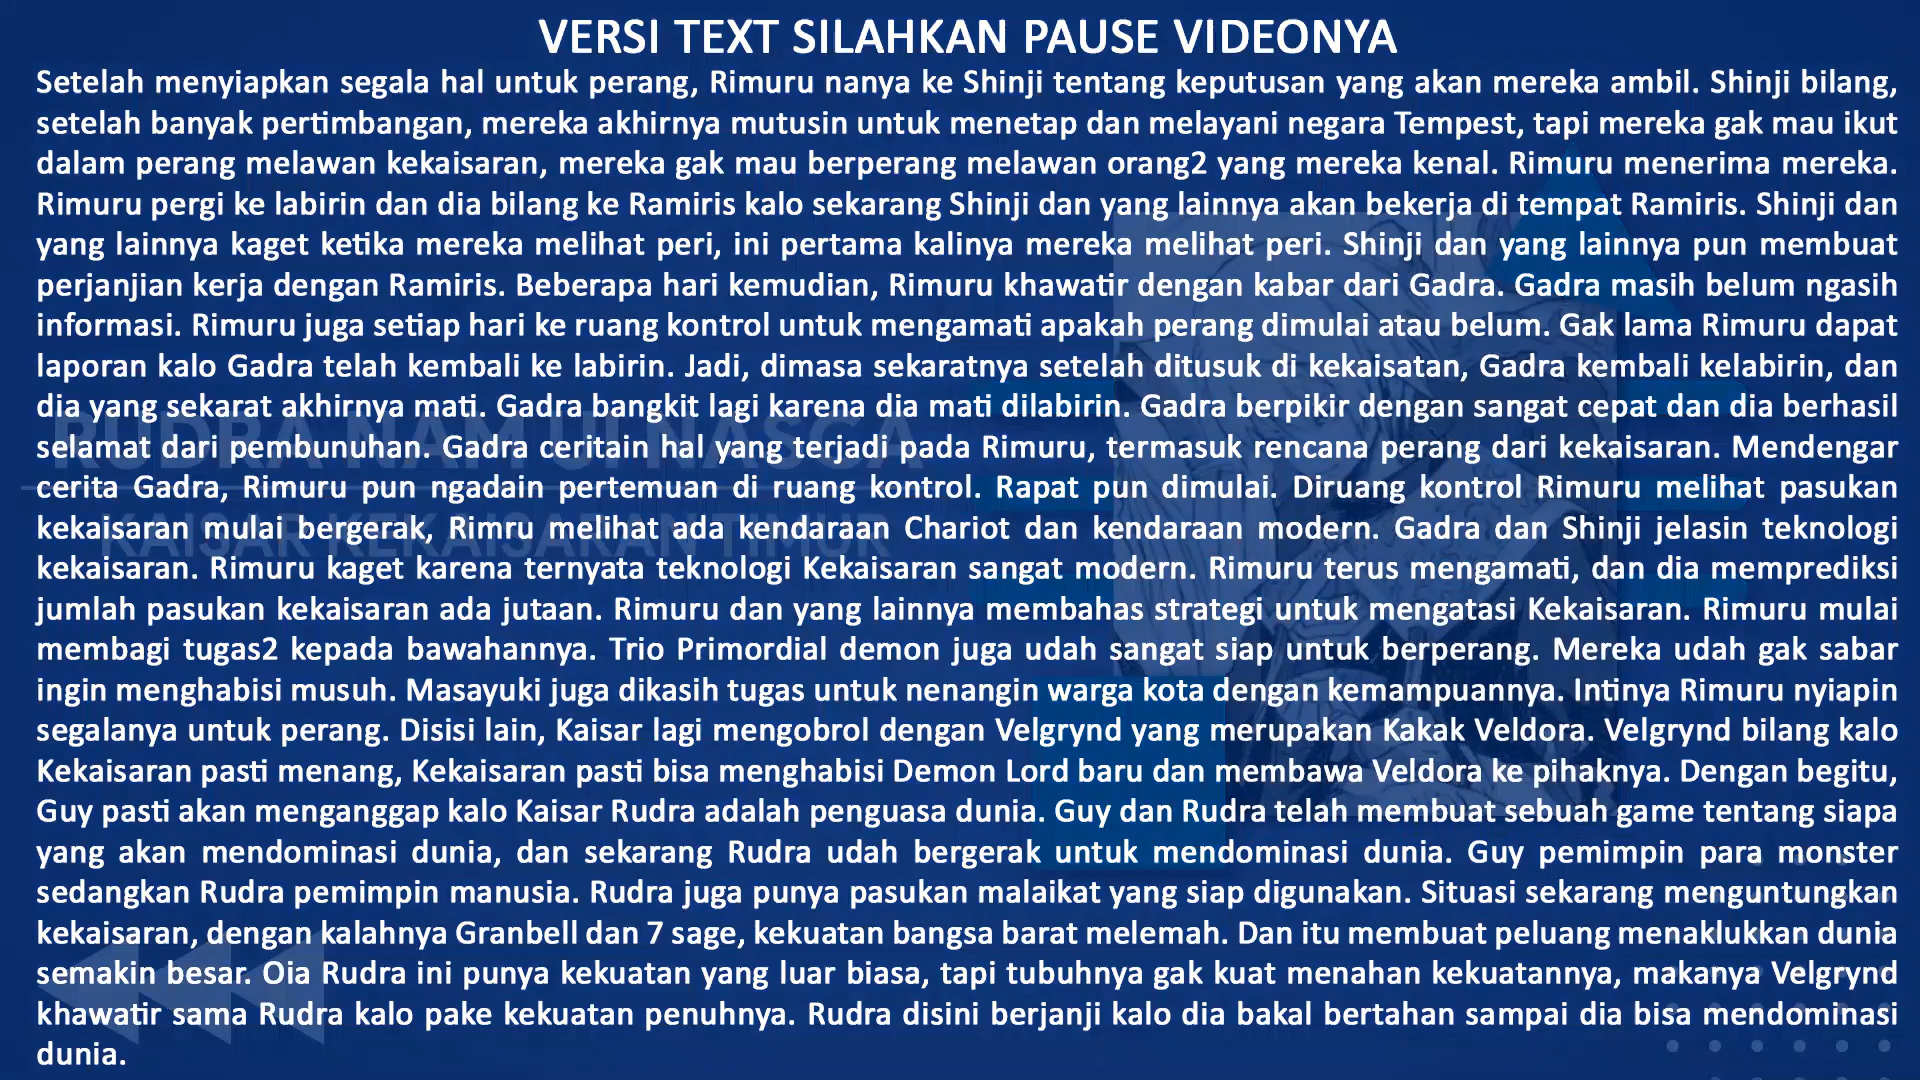 VERSI TEXT SILAHKAN PAUSE VIDEONYA
Setelah menyiapkan segala hal untuk perang, Rimuru nanya ke Shinji tentang keputusan yang akan mereka ambil. Shinji bilang,
setelah banyak pertimbangan, mereka akhirnya mutusin untuk menetap dan melayani negara Tempest, tapi mereka gak mau ikut
dalam perang melawan kekaisaran, mereka gak mau berperang melawan orang2 yang mereka kenal. Rimuru menerima mereka.
Rimuru pergi ke labirin dan dia bilang ke Ramiris kalo sekarang Shinji dan yang lainnya akan bekerja di tempat Ramiris. Shinji dan
yang lainnya kaget ketika mereka melihat peri, ini pertama kalinya mereka melihat peri. Shinji dan yang lainnya pun membuat
perjanjian kerja dengan Ramiris. Beberapa hari kemudian, Rimuru khawatir dengan kabar dari Gadra. Gadra masih belum ngasih
informasi. Rimuru juga setiap hari ke ruang kontrol untuk mengamati apakah perang dimulai atau belum. Gak lama Rimuru dapat
laporan kalo Gadra telah kembali ke labirin. Jadi, dimasa sekaratnya setelah ditusuk di kekaisatan, Gadra kembali kelabirin, dan
dia yang sekarat akhirnya mati. Gadra bangkit lagi karena dia mati dilabirin. Gadra berpikir dengan sangat cepat dan dia berhasil
selamat dari pembunuhan. Gadra ceritain hal yang terjadi pada Rimuru, termasuk rencana perang dari kekaisaran. Mendengar
cerita Gadra, Rimuru pun ngadain pertemuan di ruang kontrol. Rapat pun dimulai. Diruang kontrol Rimuru melihat pasukan
kekaisaran mulai bergerak, Rimru melihat ada kendaraan Chariot dan kendaraan modern. Gadra dan Shinji jelasin teknologi
kekaisaran. Rimuru kaget karena ternyata teknologi Kekaisaran sangat modern. Rimuru terus mengamati, dan dia memprediksi
jumlah pasukan kekaisaran ada jutaan. Rimuru dan yang lainnya membahas strategi untuk mengatasi Kekaisaran. Rimuru mulai
membagi tugas2 kepada bawahannya. Trio Primordial demon juga udah sangat siap untuk berperang. Mereka udah gak sabar
ingin menghabisi musuh. Masayuki juga dikasih tugas untuk nenangin warga kota dengan kemampuannya. Intinya Rimuru nyiapin
segalanya untuk perang. Disisi lain, Kaisar lagi mengobrol dengan Velgrynd yang merupakan Kakak Veldora. Velgrynd bilang kalo
Kekaisaran pasti menang, Kekaisaran pasti bisa menghabisi Demon Lord baru dan membawa Veldora ke pihaknya. Dengan begitu,
Guy pasti akan menganggap kalo Kaisar Rudra adalah penguasa dunia. Guy dan Rudra telah membuat sebuah game tentang siapa
yang akan mendominasi dunia, dan sekarang Rudra udah bergerak untuk mendominasi dunia. Guy pemimpin para monster
sedangkan Rudra pemimpin manusia. Rudra juga punya pasukan malaikat yang siap digunakan. Situasi sekarang menguntungkan
kekaisaran, dengan kalahnya Granbell dan 7 sage, kekuatan bangsa barat melemah. Dan itu membuat peluang menaklukkan dunia
semakin besar. Oia Rudra ini punya kekuatan yang luar biasa, tapi tubuhnya gak kuat menahan kekuatannya, makanya Velgrynd
khawatir sama Rudra kalo pake kekuatan penuhnya. Rudra disini berjanji kalo dia bakal bertahan sampai dia bisa mendominasi
dunia.
RUDRA NAM UI NASCA
KAISAR KEKAISARAN TIMUR